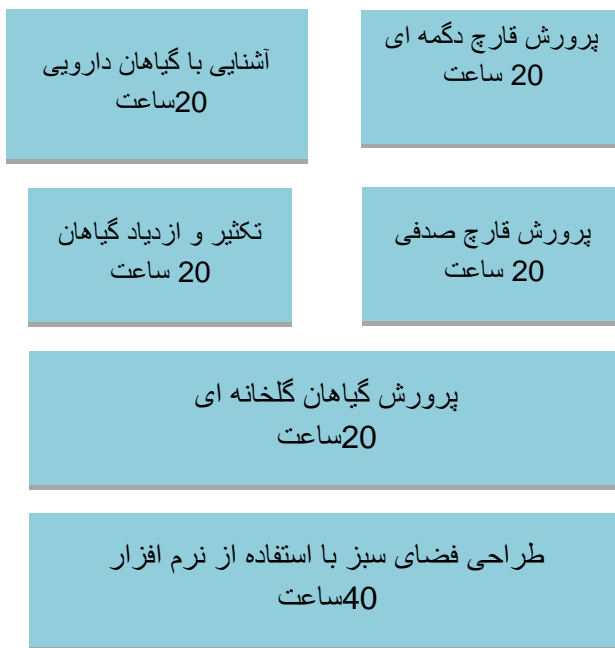 پرورش قارچ دگمه ای
20 ساعت
آشنایی با گیاهان دارویی
20ساعت
پرورش قارچ صدفی
20 ساعت
تکثیر و ازدیاد گیاهان
20 ساعت
پرورش گیاهان گلخانه ای
20ساعت
طراحی فضای سبز با استفاده از نرم افزار
40ساعت